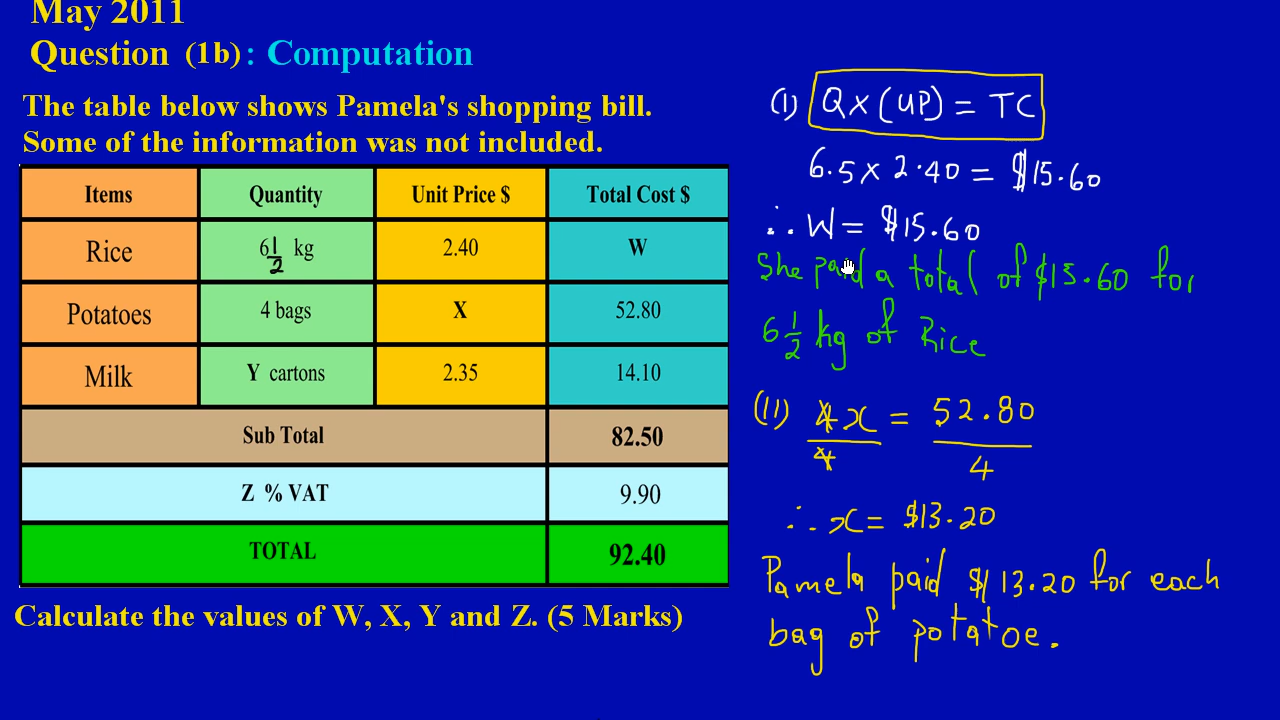 May 2011
Question (1b): Computation
The table below shows Pamela's shopping bill.
Some of the information was not included.
Items Quantity Unit Price $ Total Cost $
Rice 6 1/2 kg 2.40 W
Potatoes 4 bags X 52.80
Milk Y cartons 2.35 14.10
Sub Total 82.50
Z % VAT 9.90
TOTAL 92.40
Calculate the values of W, X, Y and Z. (5 Marks)
(I) Q X (UP) = TC
6.5 x 2.40 = $15.60
∴ W = $15.60
She paid a total of $15.60 for
6 1/2 kg of Rice
(II) 4x = 52.80
4 4
∴ x = $13.20
Pamela paid $13.20 for each
bag of potatoe.